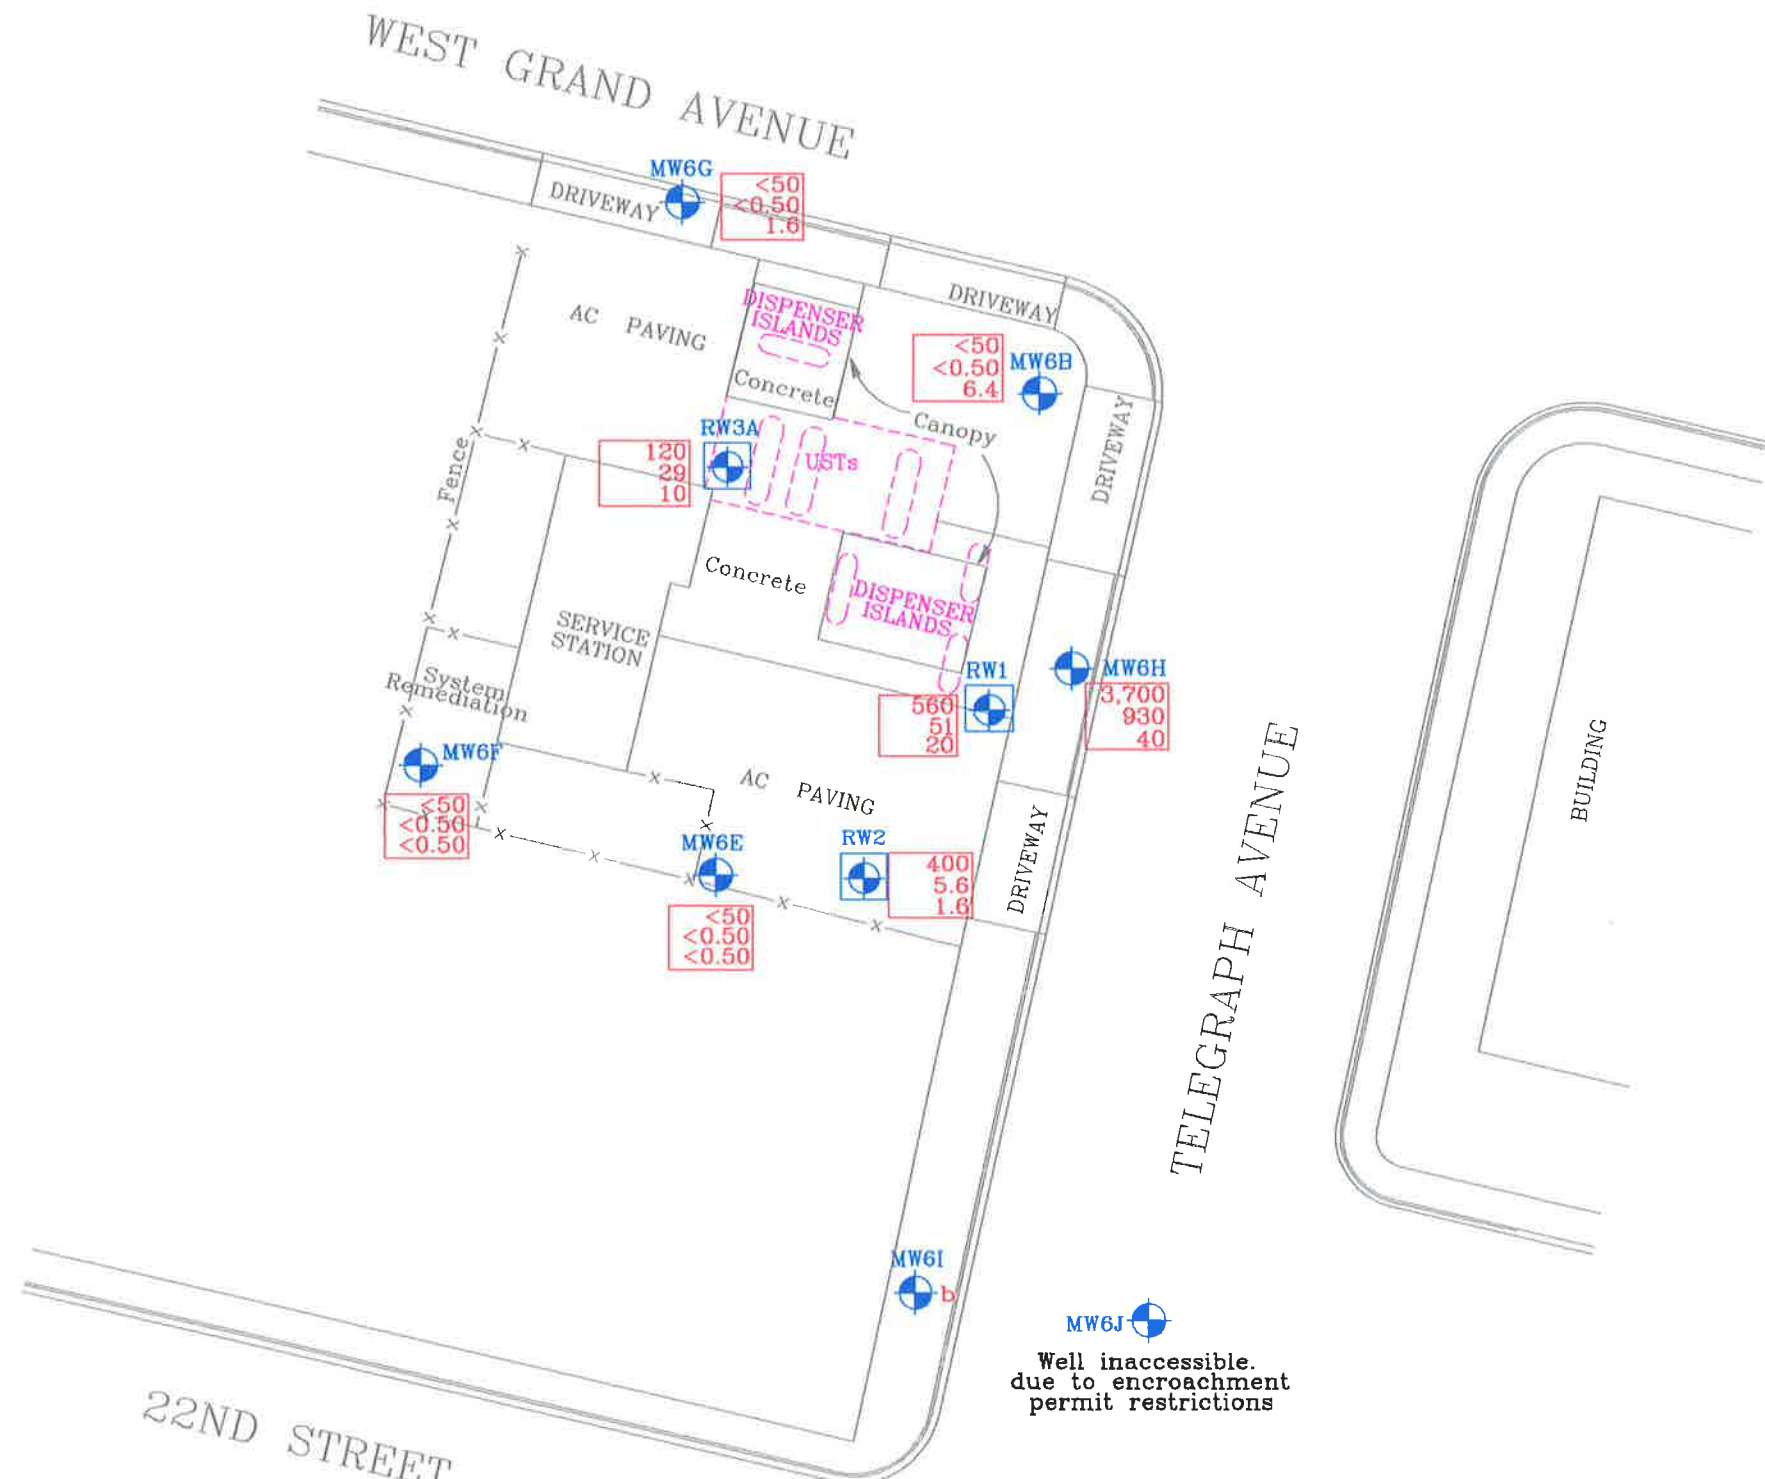 WEST GRAND AVENUE
MW6G
<50
<0.50
1.6
DRIVEWAY
DRIVEWAY
DISPENSER
ISLANDS
AC PAVING
<50
<0.50
6.4
MW6B
Concrete
Canopy
DRIVEWAY
RW3A
120
29
10
USTs
Fence
Concrete
DISPENSER
ISLANDS
SERVICE
STATION
RW1
560
51
20
MW6H
3,700
930
40
System
Remediation
MW6F
<50
<0.50
<0.50
AC PAVING
DRIVEWAY
MW6E
<50
<0.50
<0.50
RW2
400
5.6
1.6
TELEGRAPH AVENUE
BUILDING
MW6I
b
MW6J
Well inaccessible.
due to encroachment
permit restrictions
22ND STREET